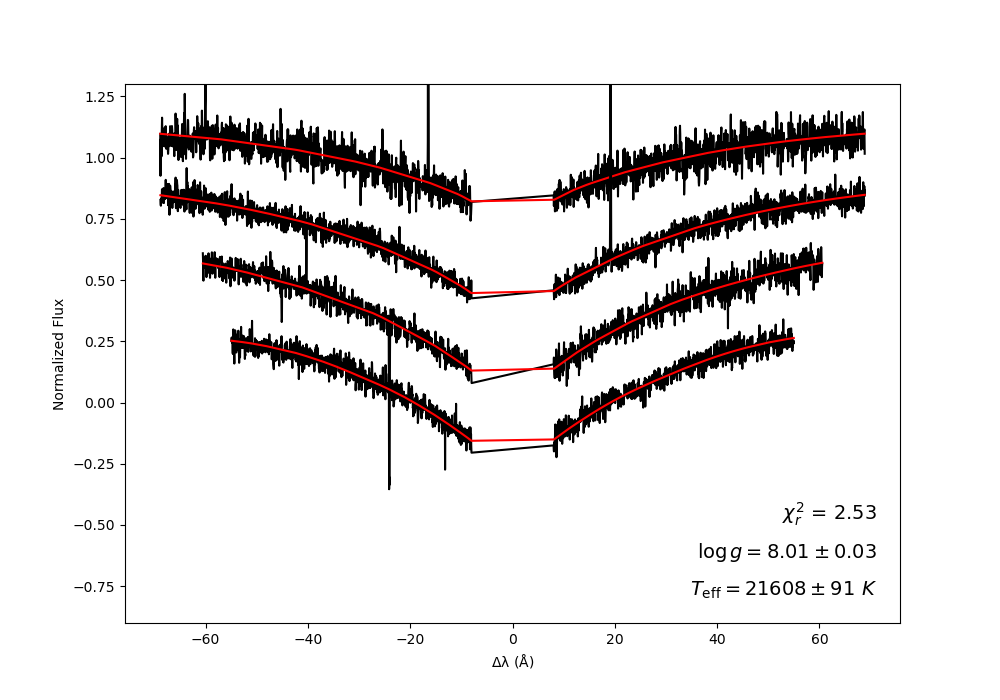 Normalized Flux
1.25
1.00
0.75
0.50
0.25
0.00
−0.25
−0.50
−0.75
χ²ᵣ = 2.53
log g = 8.01 ± 0.03
T_eff = 21608 ± 91 K
−60 −40 −20 0 20 40 60
Δλ (Å)